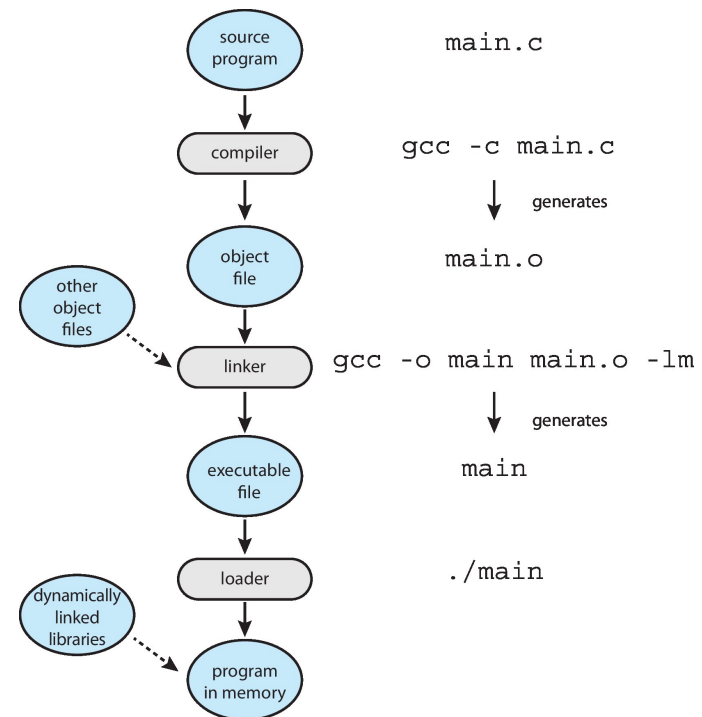 source
program
main.c
compiler
gcc -c main.c
generates
object
file
main.o
other
object
files
linker
gcc -o main main.o -lm
generates
executable
file
main
loader
./main
dynamically
linked
libraries
program
in memory